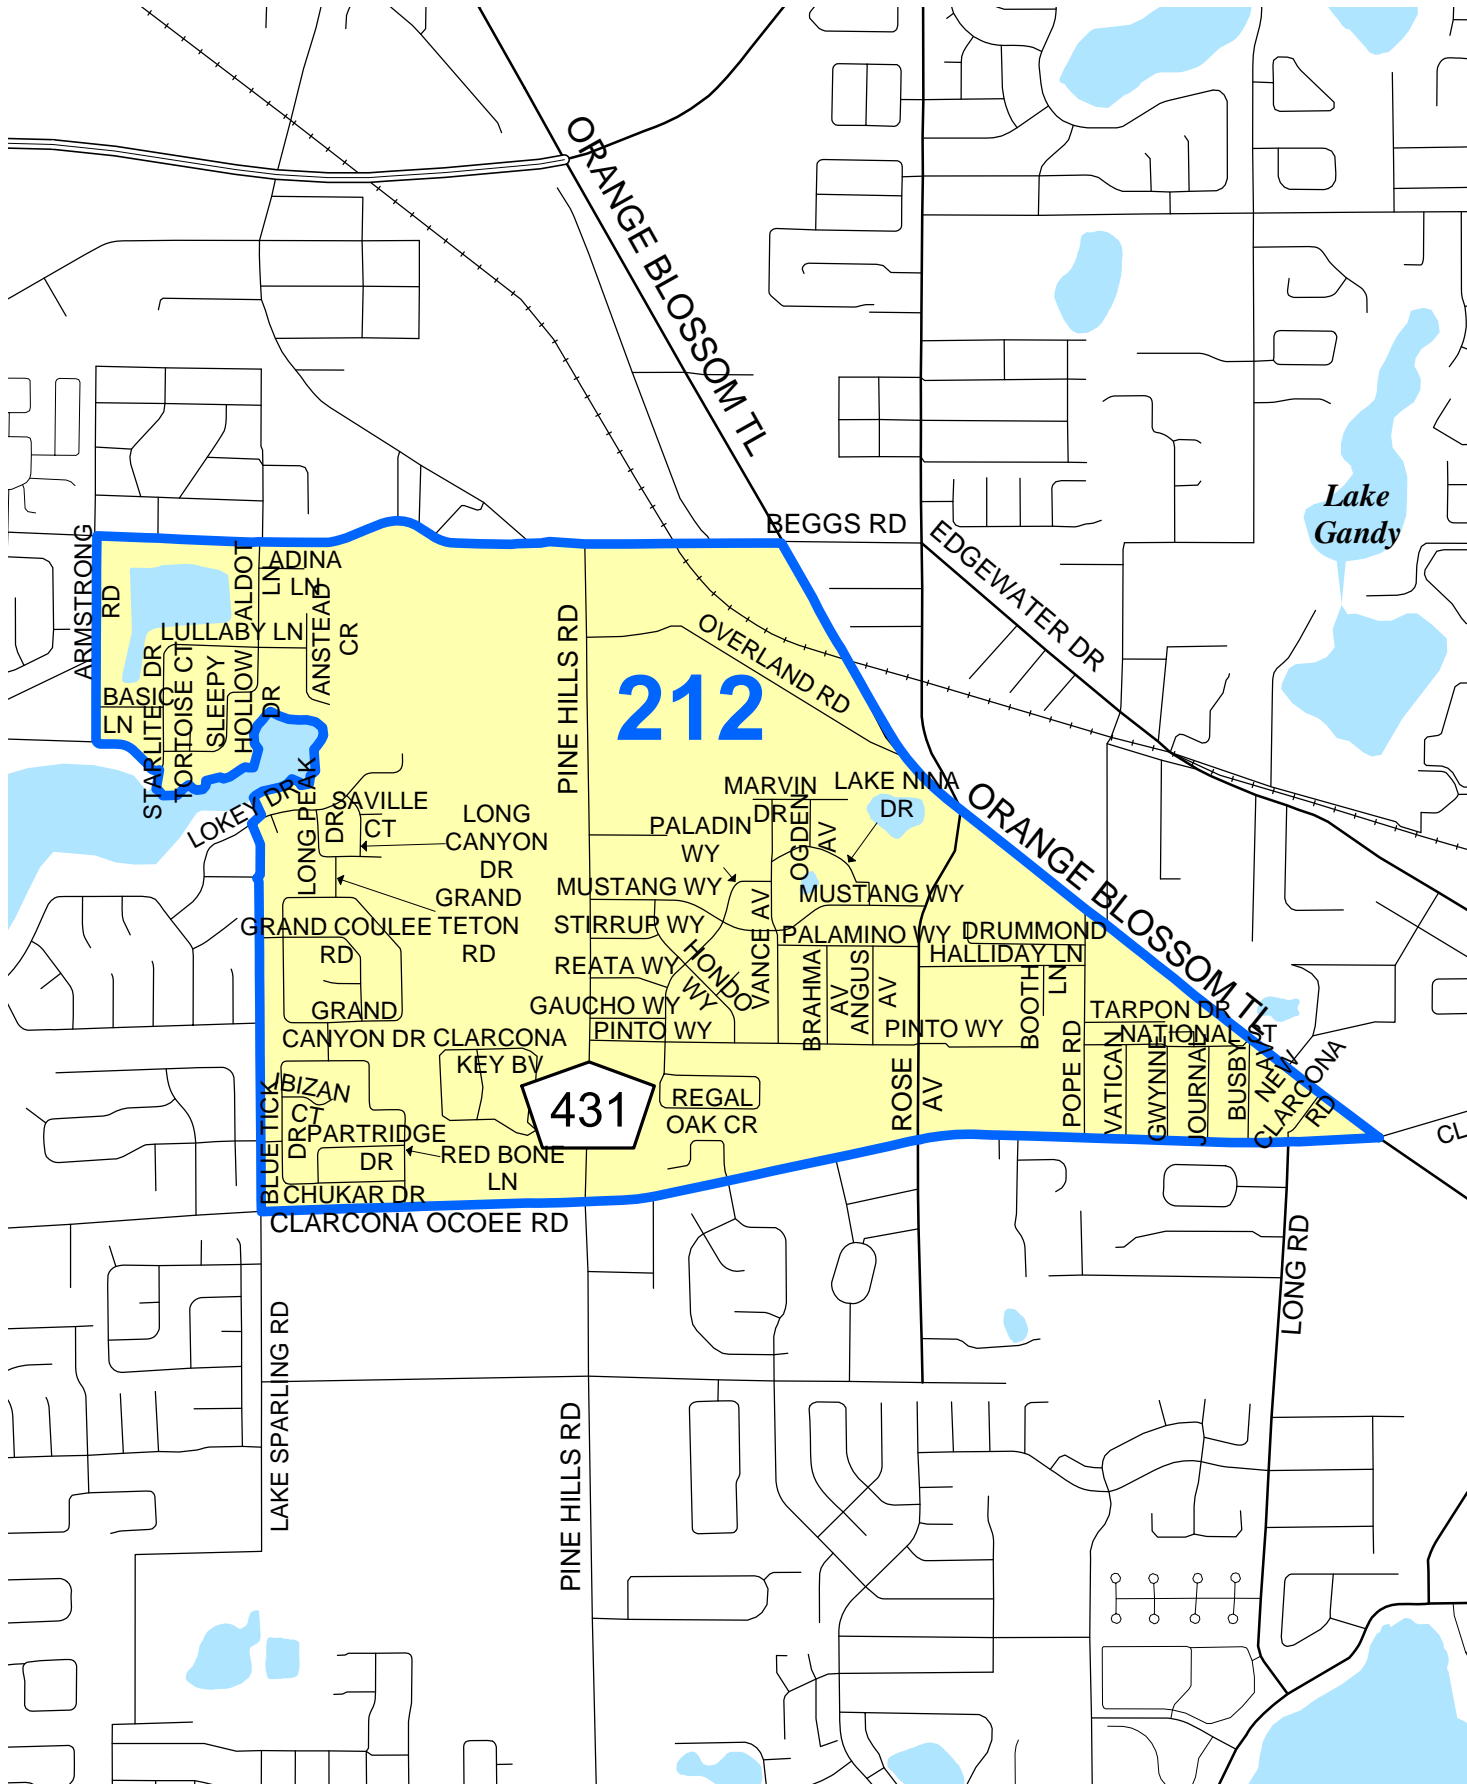 ORANGE BLOSSOM TL
BEGGS RD
EDGEWATER DR
Lake
Gandy
ARMSTRONG
RD
ALDOT
LN
ADINA
LN
ANSTEAD
CR
LULLABY LN
STARLITE DR
TORTOISE CT
SLEEPY
HOLLOW
DR
BASIC
LN
PINE HILLS RD
OVERLAND RD
212
LOKEY DR
LONG PEAK
DR
SAVILLE
CT
LONG
CANYON
DR
GRAND
TETON
RD
MARVIN
DR
OGDEN
AV
LAKE NINA
DR
PALADIN
WY
MUSTANG WY
MUSTANG WY
ORANGE BLOSSOM TL
GRAND COULEE
RD
STIRRUP WY
HONDO
WY
VANCE AV
PALAMINO WY
DRUMMOND
HALLIDAY LN
REATA WY
BRAHMA
AV
ANGUS
AV
BOOTH
LN
GAUCHO WY
PINTO WY
PINTO WY
GRAND
CANYON DR
CLARCONA
KEY BV
TARPON DR
NATIONAL ST
POPE RD
VATICAN
GWYNNE
JOURNAL
BUSBY
AV
NEW
CLARCONA
RD
ROSE
AV
431
REGAL
OAK CR
IBIZAN
CT
BLUE TICK
DR
PARTRIDGE
DR
RED BONE
LN
CHUKAR DR
CLARCONA OCOEE RD
CL
LONG RD
LAKE SPARLING RD
PINE HILLS RD